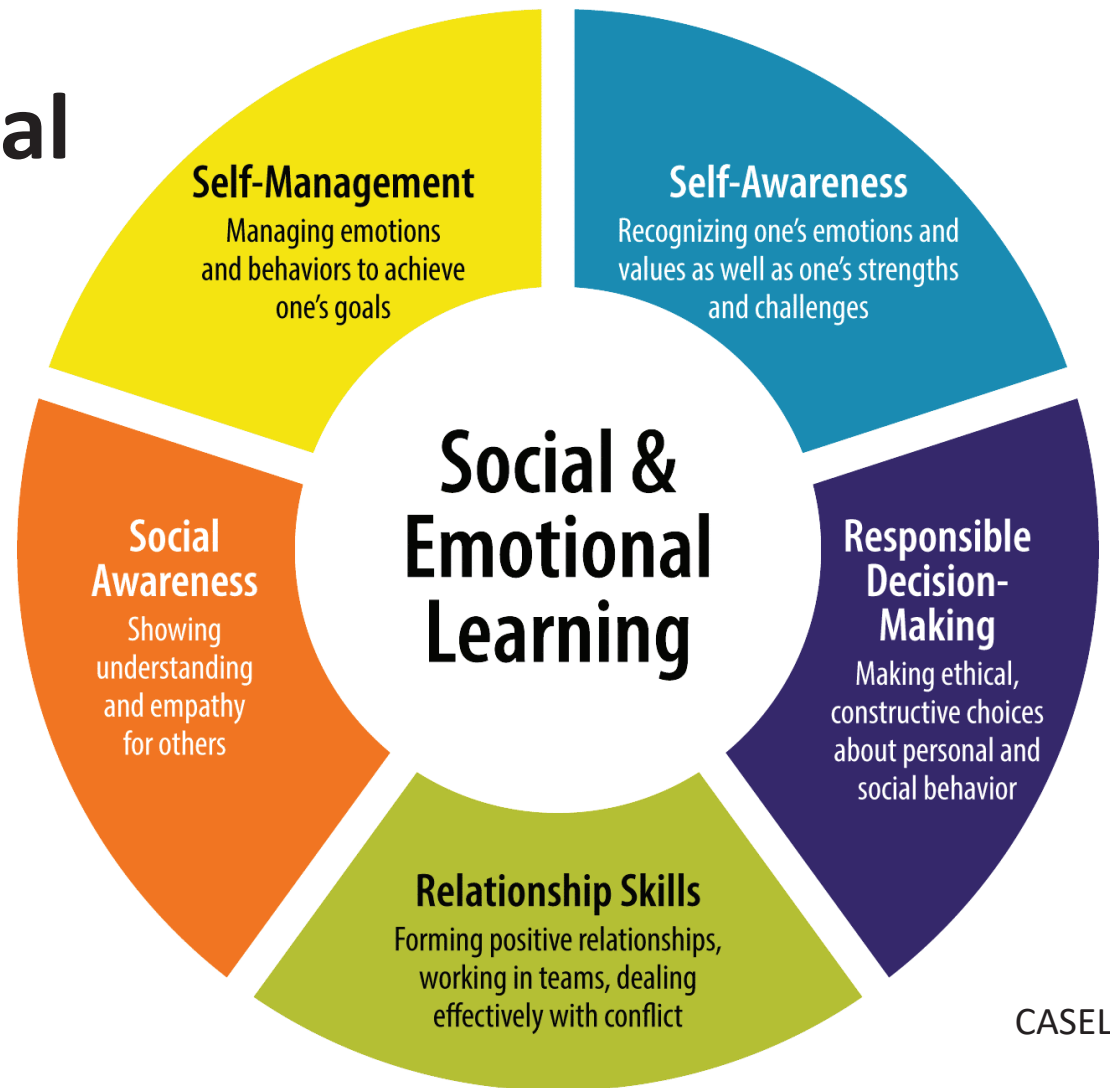 al
Self-Management
Managing emotions
and behaviors to achieve
one’s goals
Self-Awareness
Recognizing one’s emotions and
values as well as one’s strengths
and challenges
Social &
Emotional
Learning
Social
Awareness
Showing
understanding
and empathy
for others
Responsible
Decision-
Making
Making ethical,
constructive choices
about personal and
social behavior
Relationship Skills
Forming positive relationships,
working in teams, dealing
effectively with conflict
CASEL